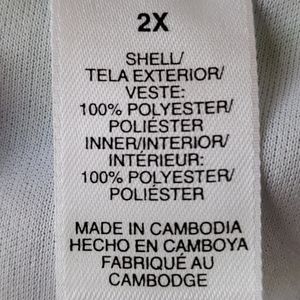 2X
SHELL/
TELA EXTERIOR/
VESTE:
100% POLYESTER/
POLIÉSTER
INNER/INTERIOR/
INTÉRIEUR:
100% POLYESTER/
POLIÉSTER
MADE IN CAMBODIA
HECHO EN CAMBOYA
FABRIQUÉ AU
CAMBODGE